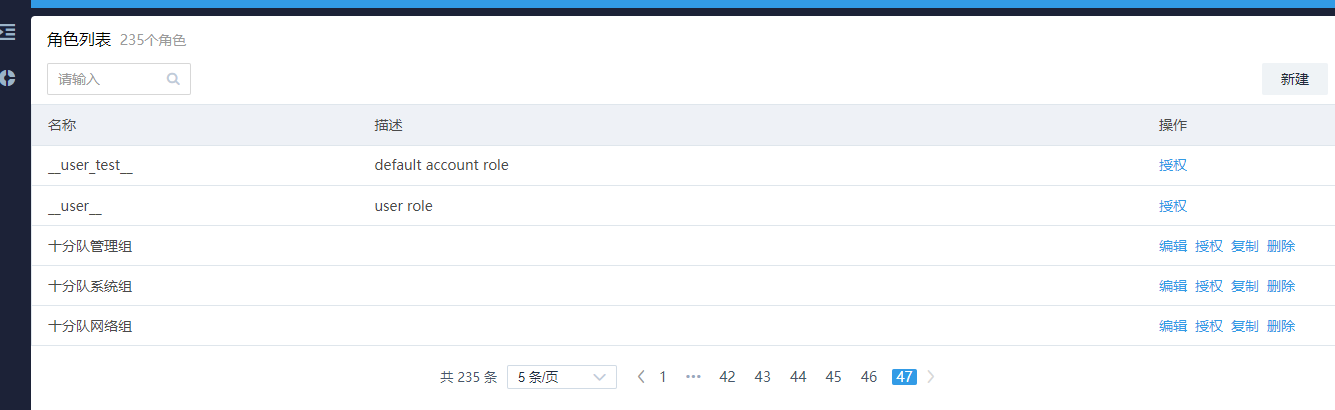 角色列表 235个角色
请输入
新建
名称 描述 操作
__user_test__ default account role 授权
__user__ user role 授权
十分队管理组 编辑 授权 复制 删除
十分队系统组 编辑 授权 复制 删除
十分队网络组 编辑 授权 复制 删除
共 235 条 5 条/页 1 ••• 42 43 44 45 46 47